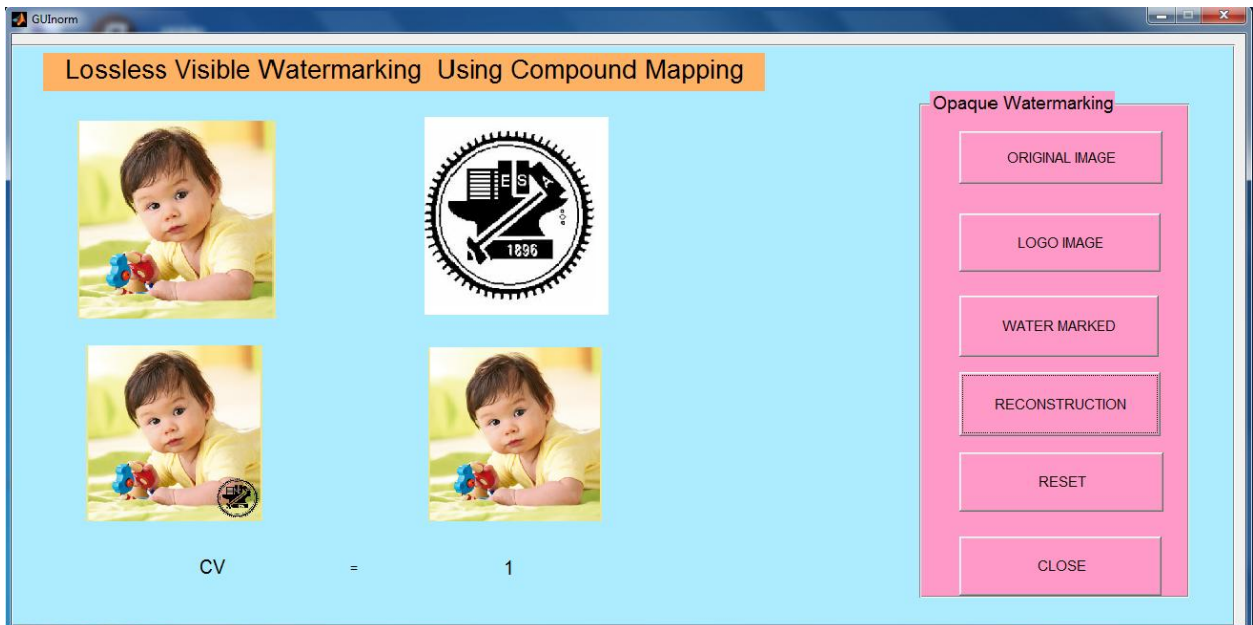 GUInorm
Lossless Visible Watermarking Using Compound Mapping
Opaque Watermarking
ORIGINAL IMAGE
LOGO IMAGE
WATER MARKED
RECONSTRUCTION
RESET
CLOSE
E S A
1896
CV = 1